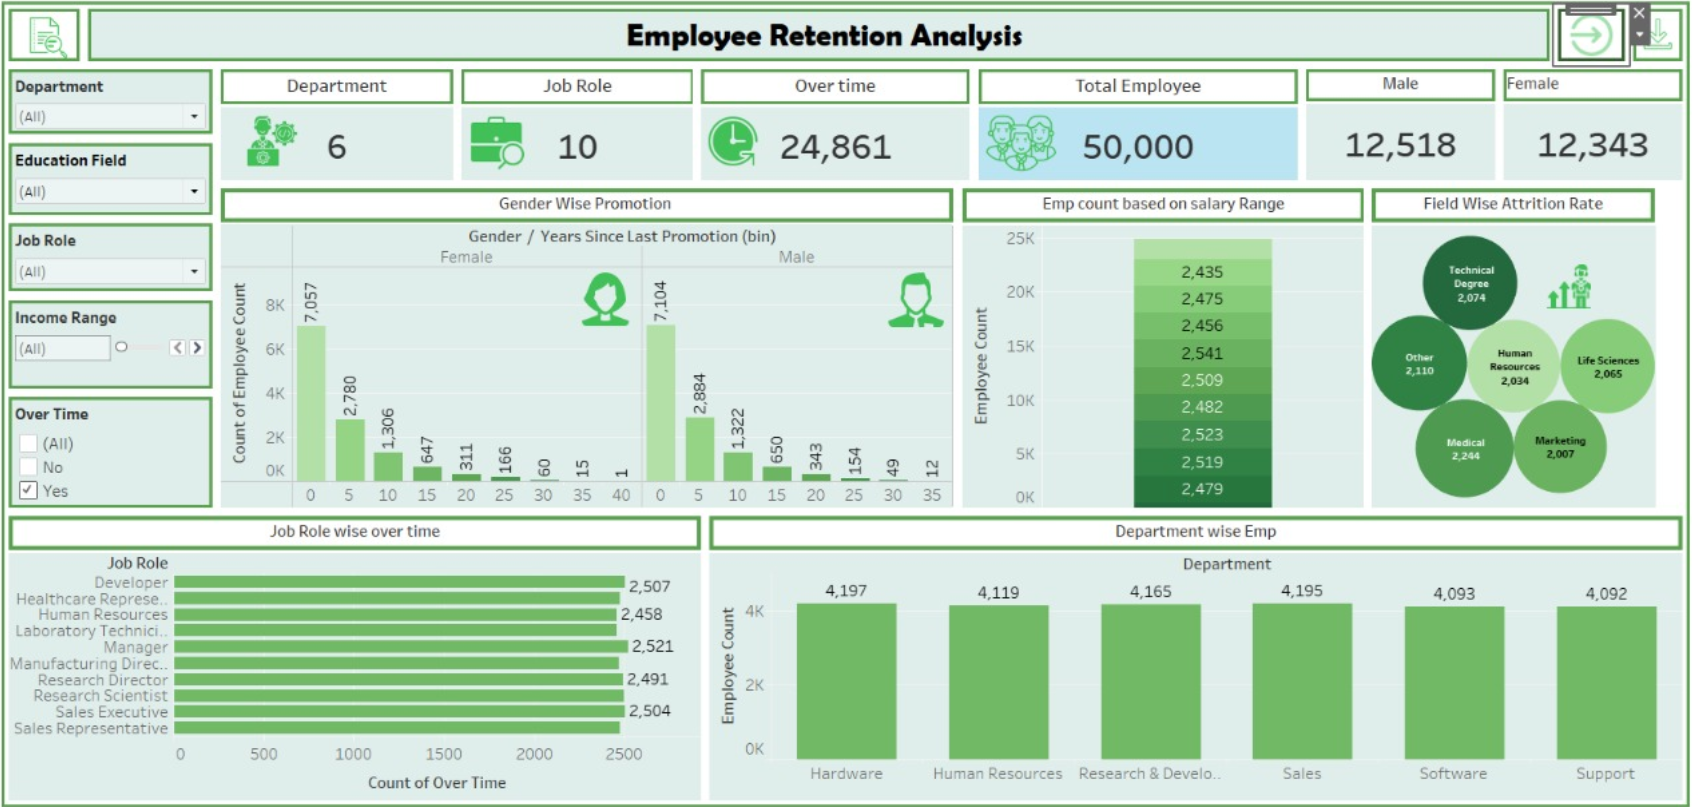 Employee Retention Analysis
Department
(All)
Education Field
(All)
Job Role
(All)
Income Range
(All)
Over Time
(All)
No
Yes
Department
6
Job Role
10
Over time
24,861
Total Employee
50,000
Male
12,518
Female
12,343
Gender Wise Promotion
Gender / Years Since Last Promotion (bin)
Female
Male
Count of Employee Count
8K
6K
4K
2K
0K
7,057
2,780
1,306
647
311
166
60
15
1
7,104
2,884
1,322
650
343
154
49
12
0 5 10 15 20 25 30 35 40 0 5 10 15 20 25 30 35
Emp count based on salary Range
Employee Count
25K
20K
15K
10K
5K
0K
2,435
2,475
2,456
2,541
2,509
2,482
2,523
2,519
2,479
Field Wise Attrition Rate
Technical
Degree
2,074
Other
2,110
Human
Resources
2,034
Life Sciences
2,065
Medical
2,244
Marketing
2,007
Job Role wise over time
Job Role
Developer 2,507
Healthcare Represe..
Human Resources 2,458
Laboratory Technici..
Manager 2,521
Manufacturing Direc..
Research Director 2,491
Research Scientist
Sales Executive 2,504
Sales Representative
0 500 1000 1500 2000 2500
Count of Over Time
Department wise Emp
Department
Employee Count
4K
2K
0K
4,197 4,119 4,165 4,195 4,093 4,092
Hardware Human Resources Research & Develo.. Sales Software Support